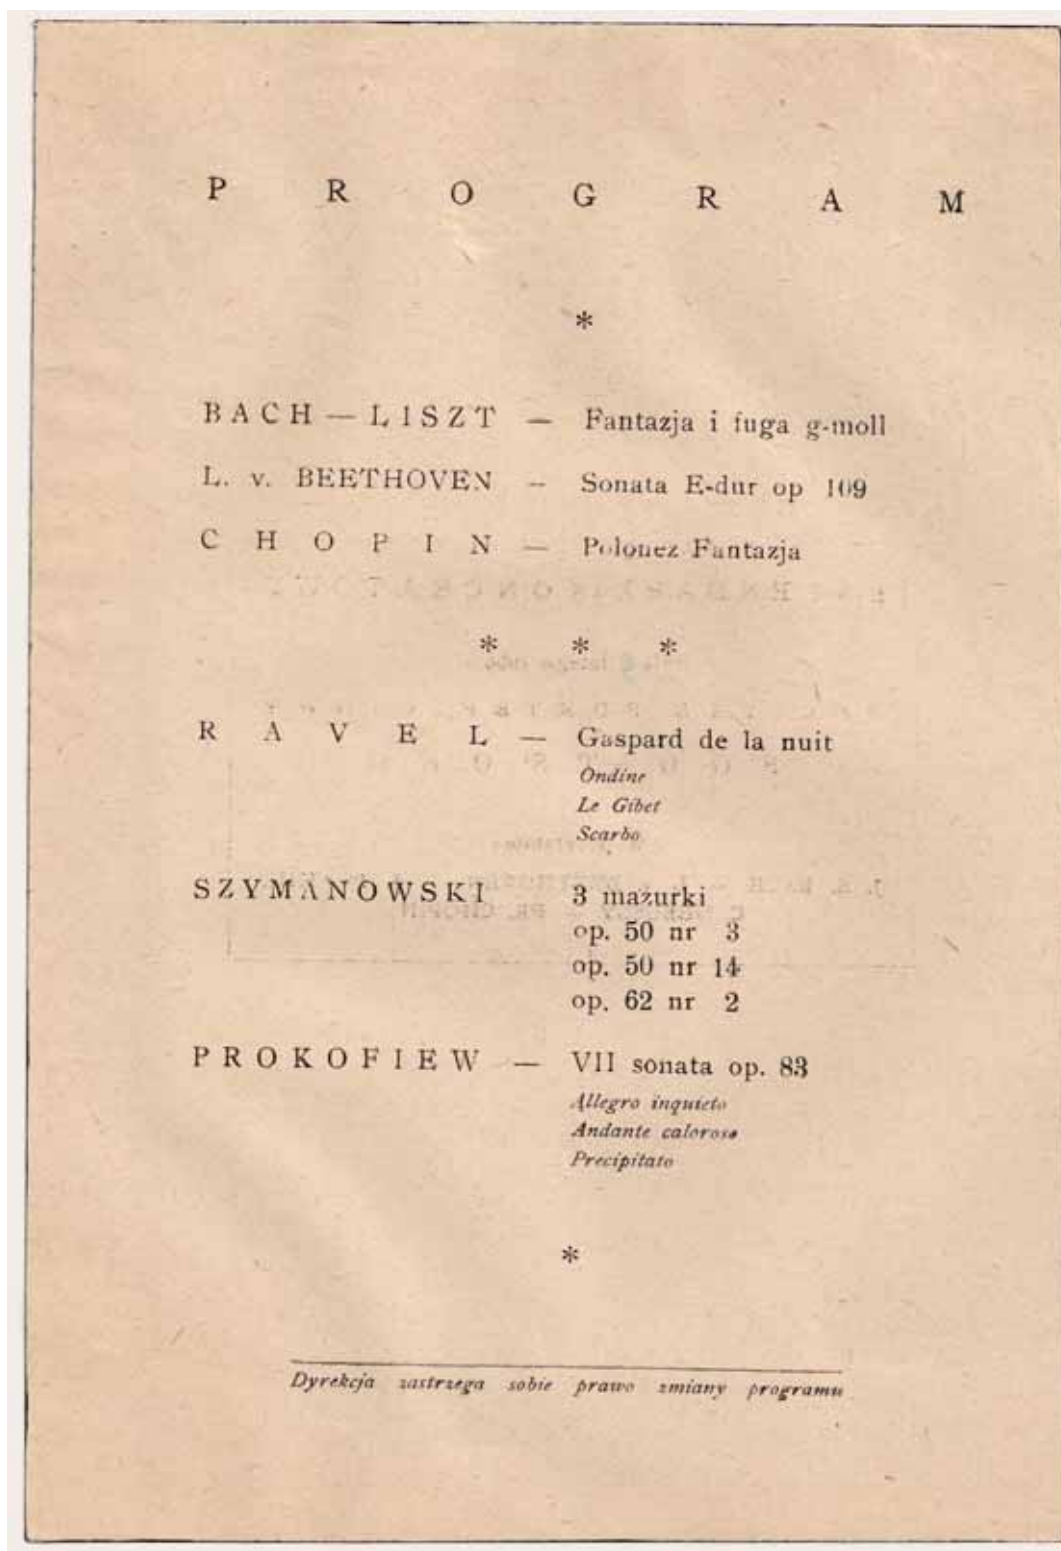 P R O G R A M
*
BACH — LISZT — Fantazja i fuga g-moll
L. v. BEETHOVEN — Sonata E-dur op 109
C H O P I N — Polonez Fantazja
* * *
R A V E L — Gaspard de la nuit
Ondine
Le Gibet
Scarbo
SZYMANOWSKI 3 mazurki
op. 50 nr 3
op. 50 nr 14
op. 62 nr 2
PROKOFIEW — VII sonata op. 83
Allegro inquieto
Andante caloroso
Precipitato
*
Dyrekcja zastrzega sobie prawo zmiany programu